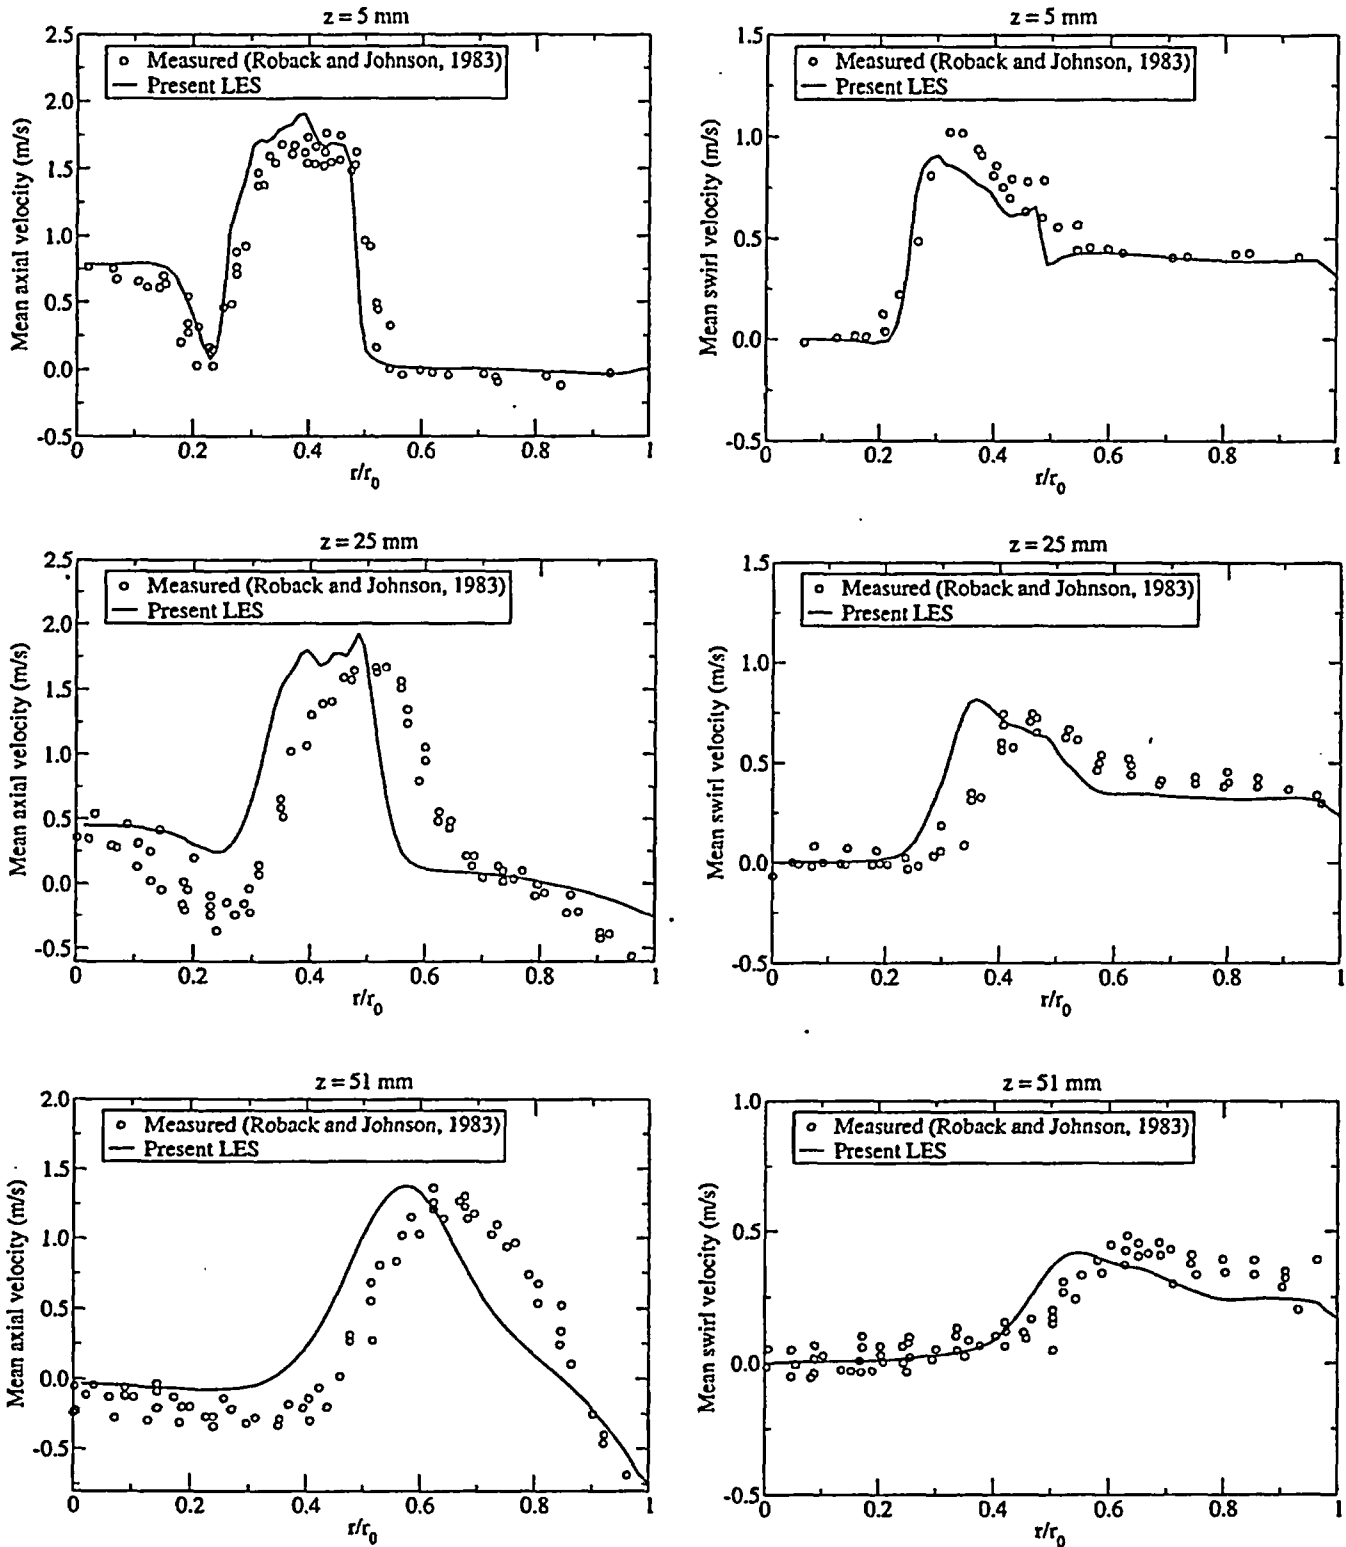 z = 5 mm
2.5
2.0
1.5
1.0
0.5
0.0
-0.5
Mean axial velocity (m/s)
Measured (Roback and Johnson, 1983)
Present LES
0 0.2 0.4 0.6 0.8 1
r/r0
z = 5 mm
1.5
1.0
0.5
0.0
-0.5
Mean swirl velocity (m/s)
Measured (Roback and Johnson, 1983)
Present LES
0 0.2 0.4 0.6 0.8 1
r/r0
z = 25 mm
2.5
2.0
1.5
1.0
0.5
0.0
-0.5
Mean axial velocity (m/s)
Measured (Roback and Johnson, 1983)
Present LES
0 0.2 0.4 0.6 0.8 1
r/r0
z = 25 mm
1.5
1.0
0.5
0.0
-0.5
Mean swirl velocity (m/s)
Measured (Roback and Johnson, 1983)
Present LES
0 0.2 0.4 0.6 0.8 1
r/r0
z = 51 mm
2.0
1.5
1.0
0.5
0.0
-0.5
Mean axial velocity (m/s)
Measured (Roback and Johnson, 1983)
Present LES
0 0.2 0.4 0.6 0.8 1
r/r0
z = 51 mm
1.0
0.5
0.0
-0.5
Mean swirl velocity (m/s)
Measured (Roback and Johnson, 1983)
Present LES
0 0.2 0.4 0.6 0.8 1
r/r0